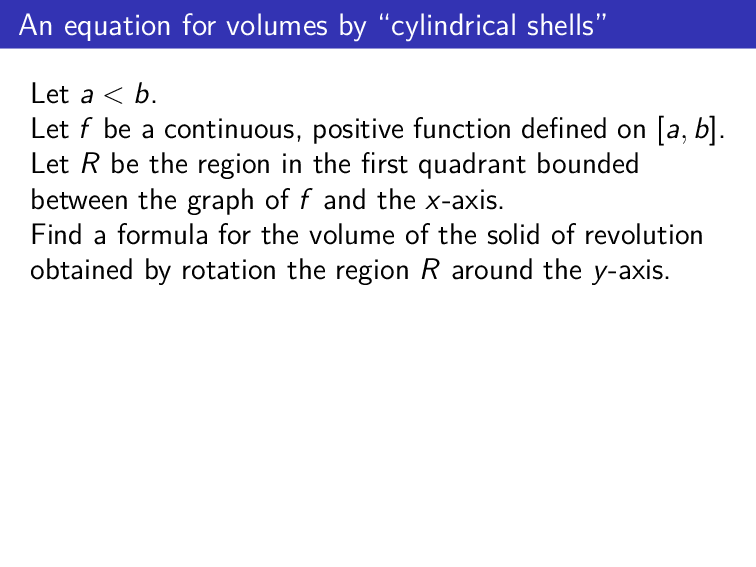 An equation for volumes by “cylindrical shells”
Let a < b.
Let f be a continuous, positive function defined on [a, b].
Let R be the region in the first quadrant bounded
between the graph of f and the x-axis.
Find a formula for the volume of the solid of revolution
obtained by rotation the region R around the y-axis.